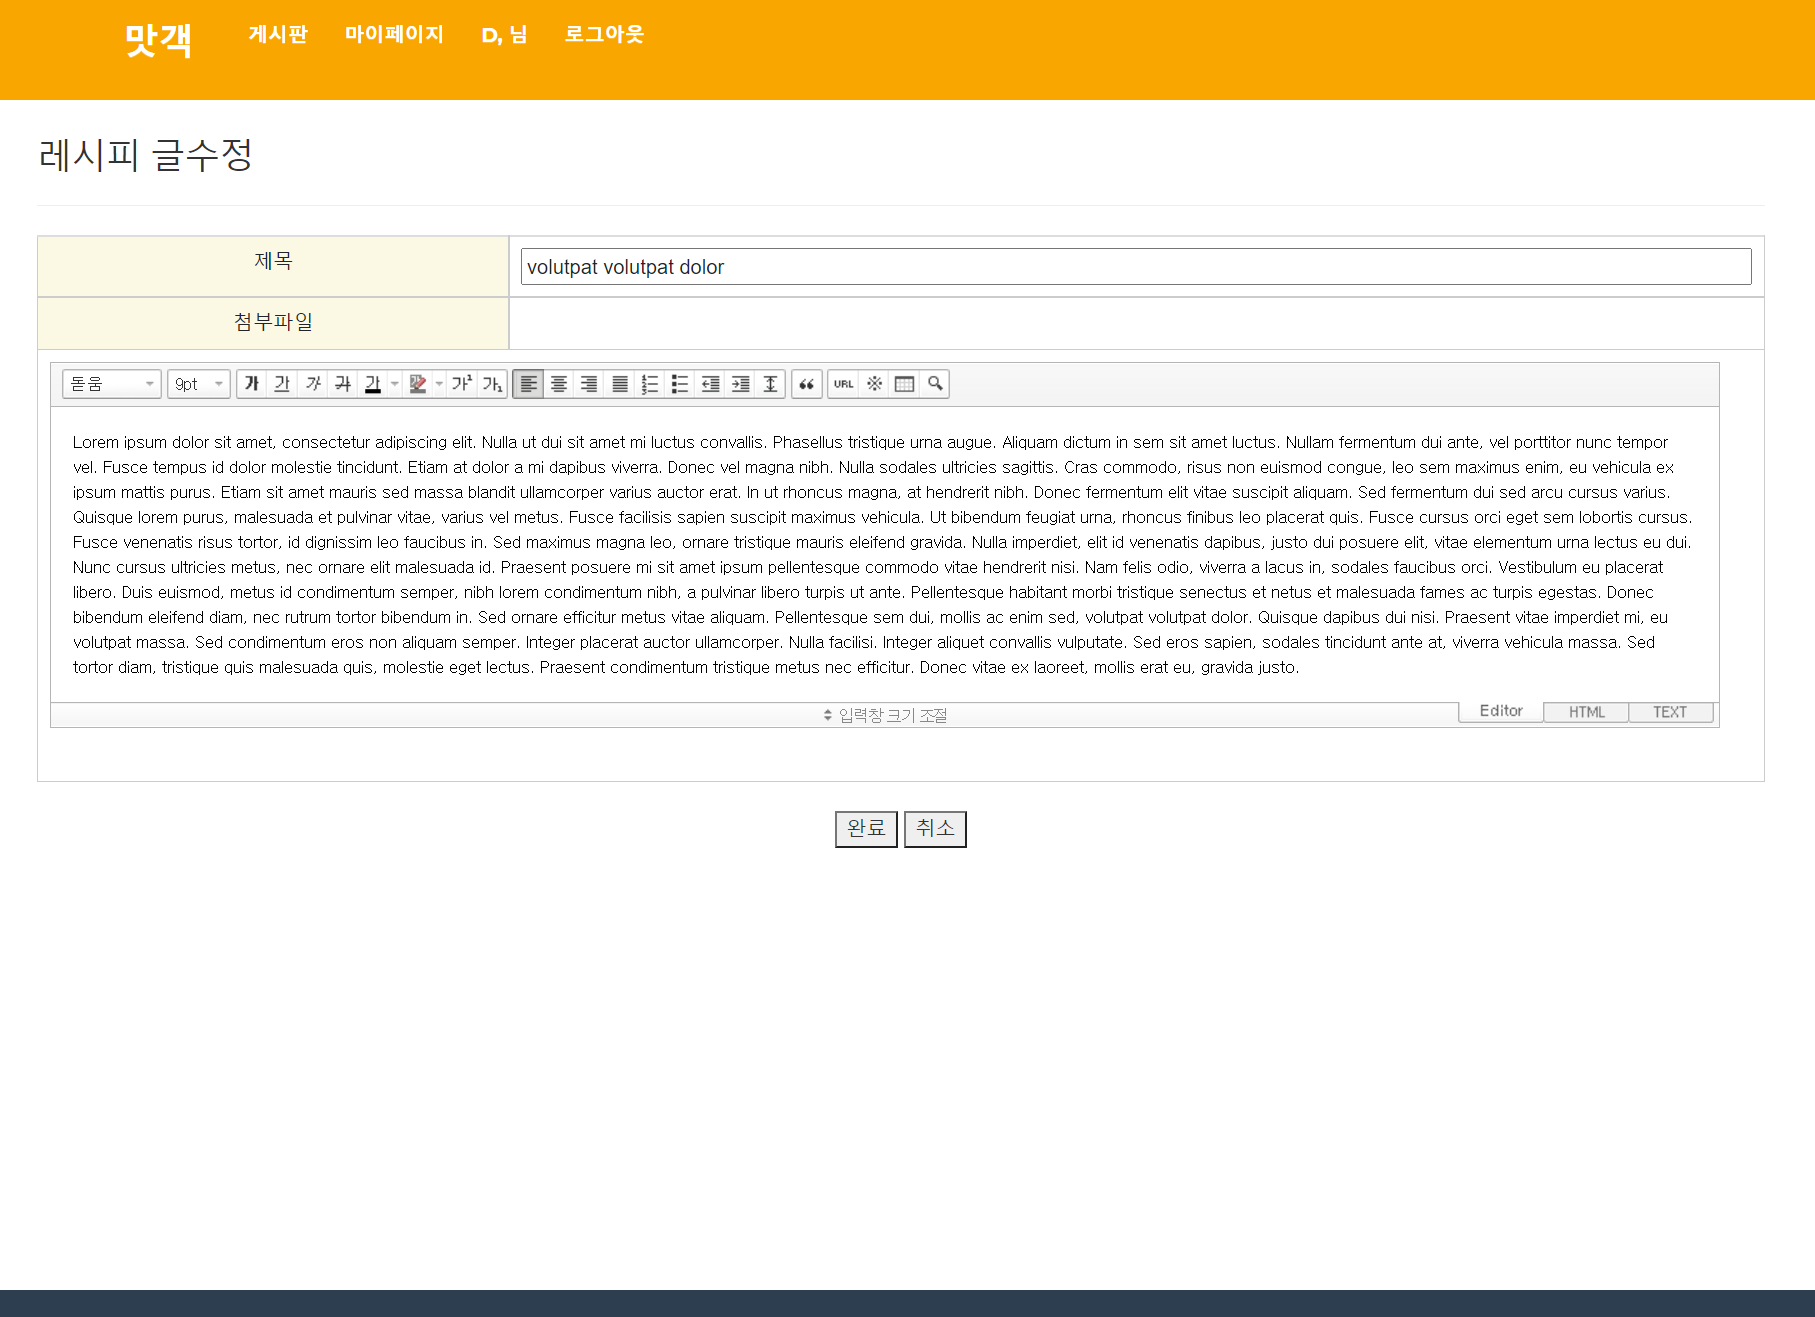 맛객 게시판 마이페이지 D, 님 로그아웃
레시피 글수정
제목 volutpat volutpat dolor
첨부파일
돋움 9pt 가 가 가 가 가 가¹ 가₁ URL ※
Lorem ipsum dolor sit amet, consectetur adipiscing elit. Nulla ut dui sit amet mi luctus convallis. Phasellus tristique urna augue. Aliquam dictum in sem sit amet luctus. Nullam fermentum dui ante, vel porttitor nunc tempor
vel. Fusce tempus id dolor molestie tincidunt. Etiam at dolor a mi dapibus viverra. Donec vel magna nibh. Nulla sodales ultricies sagittis. Cras commodo, risus non euismod congue, leo sem maximus enim, eu vehicula ex
ipsum mattis purus. Etiam sit amet mauris sed massa blandit ullamcorper varius auctor erat. In ut rhoncus magna, at hendrerit nibh. Donec fermentum elit vitae suscipit aliquam. Sed fermentum dui sed arcu cursus varius.
Quisque lorem purus, malesuada et pulvinar vitae, varius vel metus. Fusce facilisis sapien suscipit maximus vehicula. Ut bibendum feugiat urna, rhoncus finibus leo placerat quis. Fusce cursus orci eget sem lobortis cursus.
Fusce venenatis risus tortor, id dignissim leo faucibus in. Sed maximus magna leo, ornare tristique mauris eleifend gravida. Nulla imperdiet, elit id venenatis dapibus, justo dui posuere elit, vitae elementum urna lectus eu dui.
Nunc cursus ultricies metus, nec ornare elit malesuada id. Praesent posuere mi sit amet ipsum pellentesque commodo vitae hendrerit nisi. Nam felis odio, viverra a lacus in, sodales faucibus orci. Vestibulum eu placerat
libero. Duis euismod, metus id condimentum semper, nibh lorem condimentum nibh, a pulvinar libero turpis ut ante. Pellentesque habitant morbi tristique senectus et netus et malesuada fames ac turpis egestas. Donec
bibendum eleifend diam, nec rutrum tortor bibendum in. Sed ornare efficitur metus vitae aliquam. Pellentesque sem dui, mollis ac enim sed, volutpat volutpat dolor. Quisque dapibus dui nisi. Praesent vitae imperdiet mi, eu
volutpat massa. Sed condimentum eros non aliquam semper. Integer placerat auctor ullamcorper. Nulla facilisi. Integer aliquet convallis vulputate. Sed eros sapien, sodales tincidunt ante at, viverra vehicula massa. Sed
tortor diam, tristique quis malesuada quis, molestie eget lectus. Praesent condimentum tristique metus nec efficitur. Donec vitae ex laoreet, mollis erat eu, gravida justo.
입력창 크기 조절 Editor HTML TEXT
완료 취소